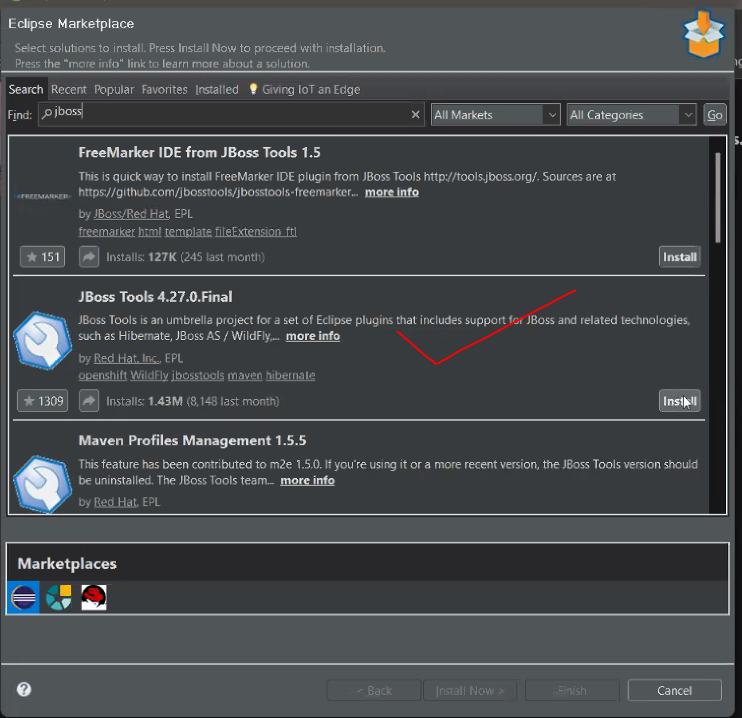 Eclipse Marketplace
Select solutions to install. Press Install Now to proceed with installation.
Press the "more info" link to learn more about a solution.
Search Recent Popular Favorites Installed Giving IoT an Edge
Find: jboss All Markets All Categories Go
FreeMarker IDE from JBoss Tools 1.5
This is quick way to install FreeMarker IDE plugin from JBoss Tools http://tools.jboss.org/. Sources are at
https://github.com/jbosstools/jbosstools-freemarker... more info
FREEMARKER
by JBoss/Red Hat, EPL
freemarker html template fileExtension_ftl
151 Installs: 127K (245 last month) Install
JBoss Tools 4.27.0.Final
JBoss Tools is an umbrella project for a set of Eclipse plugins that includes support for JBoss and related technologies,
such as Hibernate, JBoss AS / WildFly,... more info
by Red Hat, Inc., EPL
openshift WildFly jbosstools maven hibernate
1309 Installs: 1.43M (8,148 last month) Install
Maven Profiles Management 1.5.5
This feature has been contributed to m2e 1.5.0. If you're using it or a more recent version, the JBoss Tools version should
be uninstalled. The JBoss Tools team... more info
by Red Hat, EPL
Marketplaces
< Back Install Now > Finish Cancel